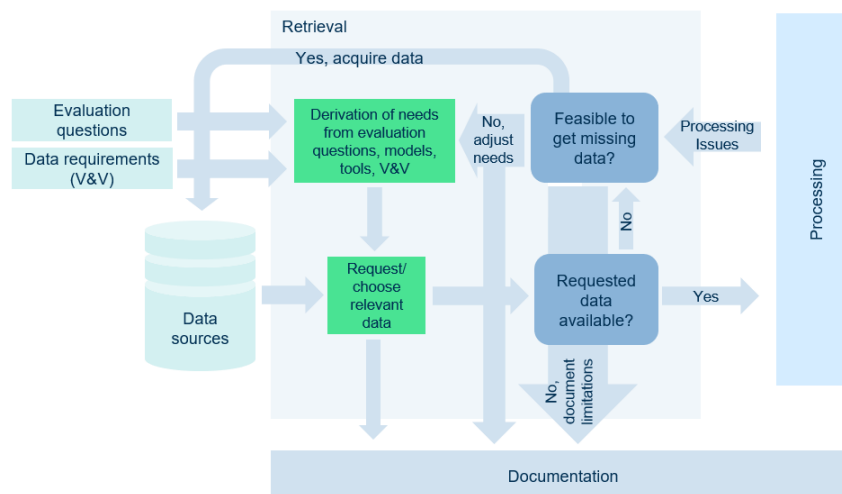 Retrieval
Yes, acquire data
Evaluation
questions
Data requirements
(V&V)
Derivation of needs
from evaluation
questions, models,
tools, V&V
No,
adjust
needs
Feasible to
get missing
data?
Processing
Issues
Processing
No
Data
sources
Request/
choose
relevant
data
Requested
data
available?
Yes
No,
document
limitations
Documentation